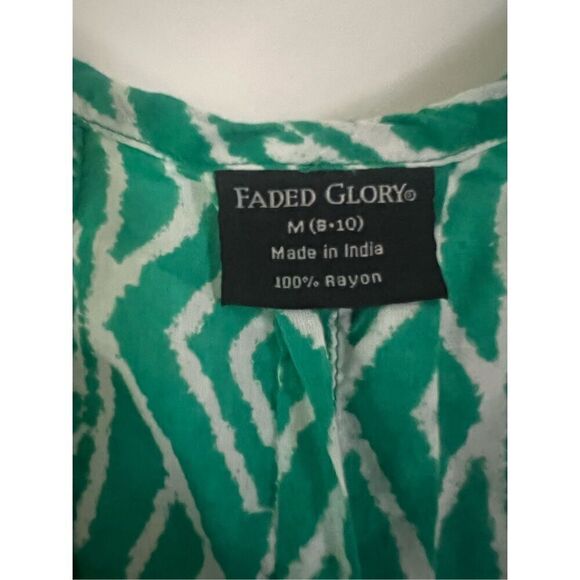 FADED GLORY®
M (8•10)
Made in India
100% Rayon